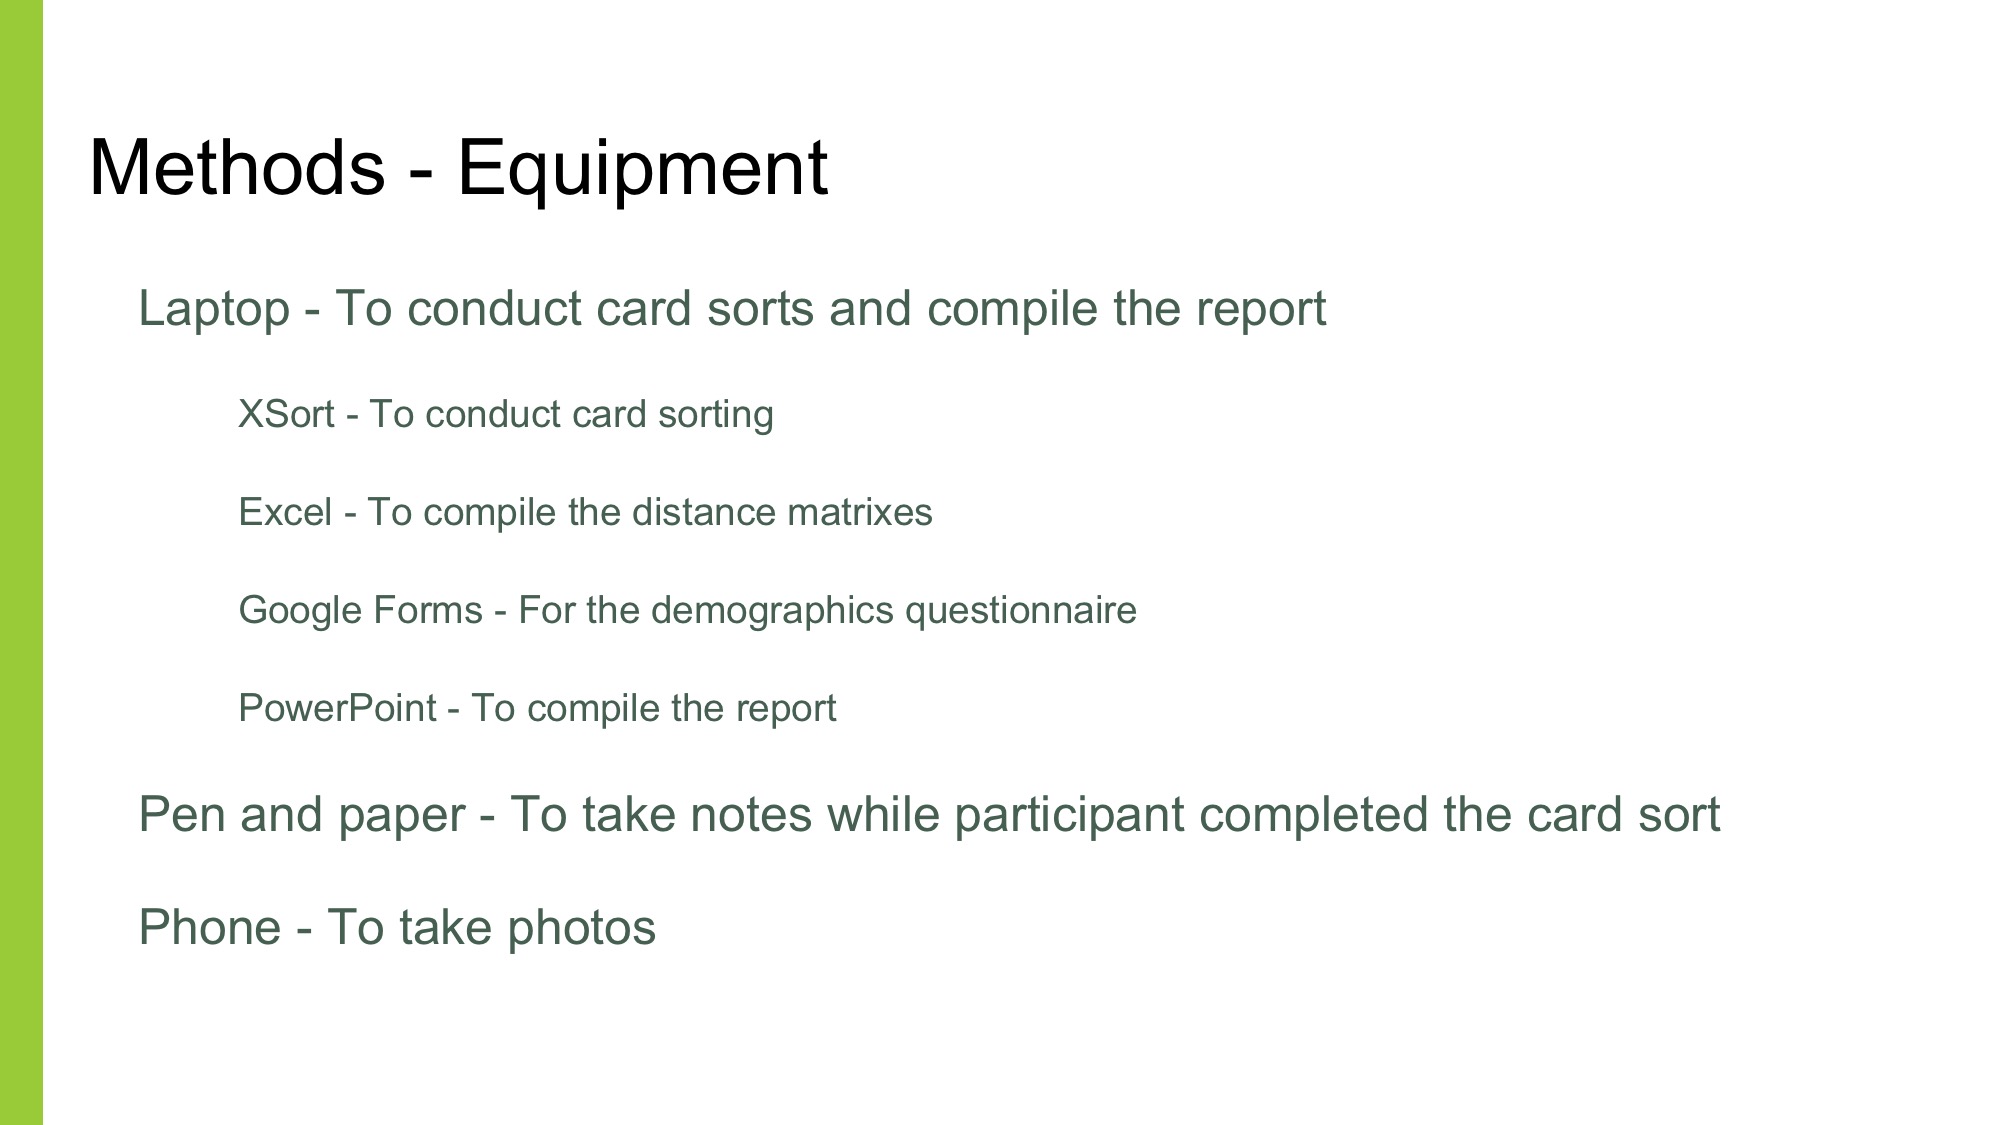 Methods - Equipment
Laptop - To conduct card sorts and compile the report
XSort - To conduct card sorting
Excel - To compile the distance matrixes
Google Forms - For the demographics questionnaire
PowerPoint - To compile the report
Pen and paper - To take notes while participant completed the card sort
Phone - To take photos